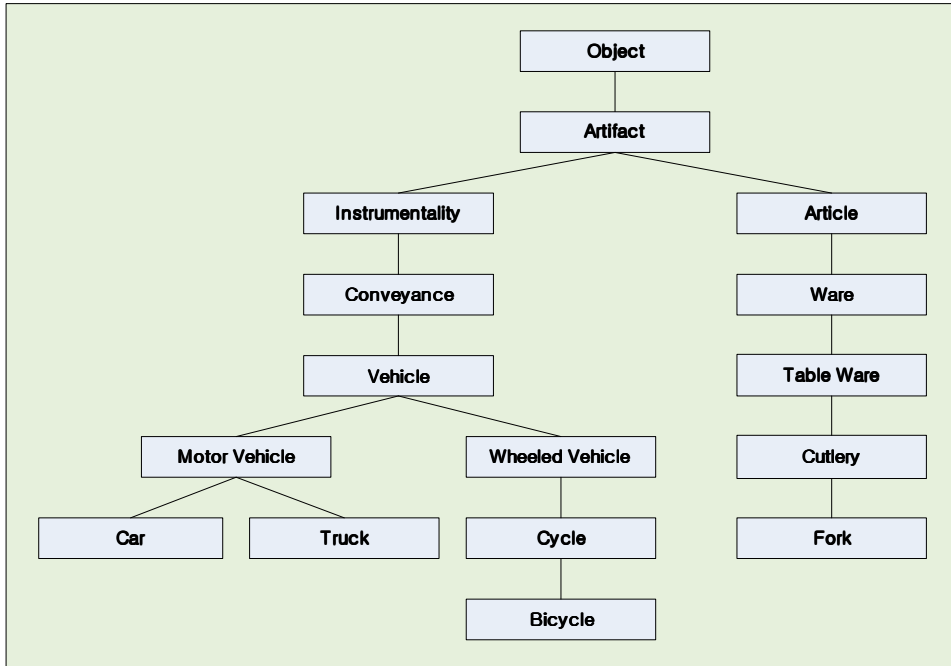 Object
Artifact
Instrumentality
Article
Conveyance
Ware
Vehicle
Table Ware
Motor Vehicle
Wheeled Vehicle
Cutlery
Car
Truck
Cycle
Fork
Bicycle